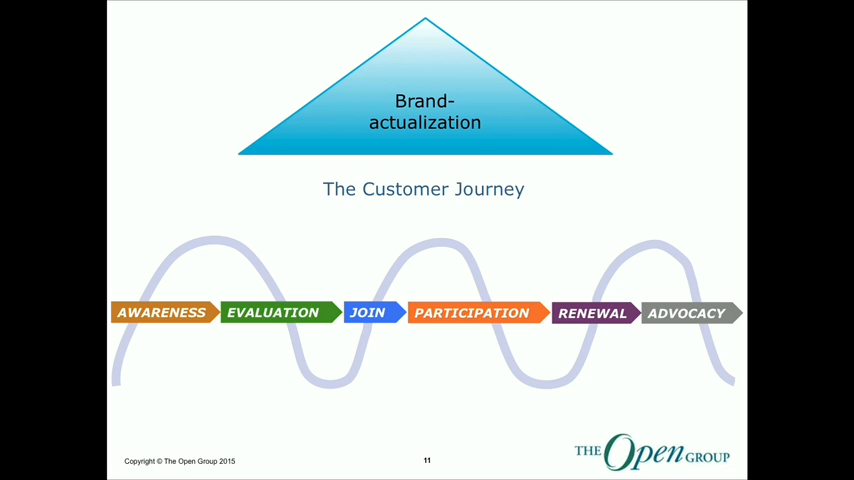 Brand-
actualization
The Customer Journey
AWARENESS EVALUATION JOIN PARTICIPATION RENEWAL ADVOCACY
Copyright © The Open Group 2015
11
THE Open GROUP